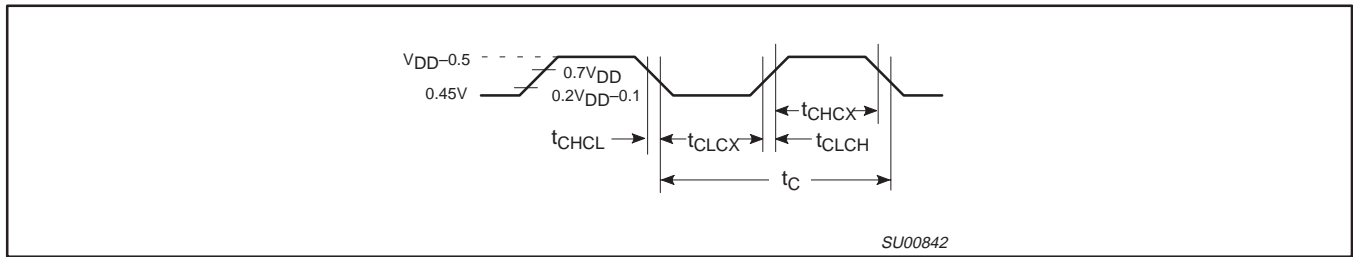 VDD–0.5
0.7VDD
0.45V
0.2VDD–0.1
tCHCX
tCHCL
tCLCX
tCLCH
tC
SU00842